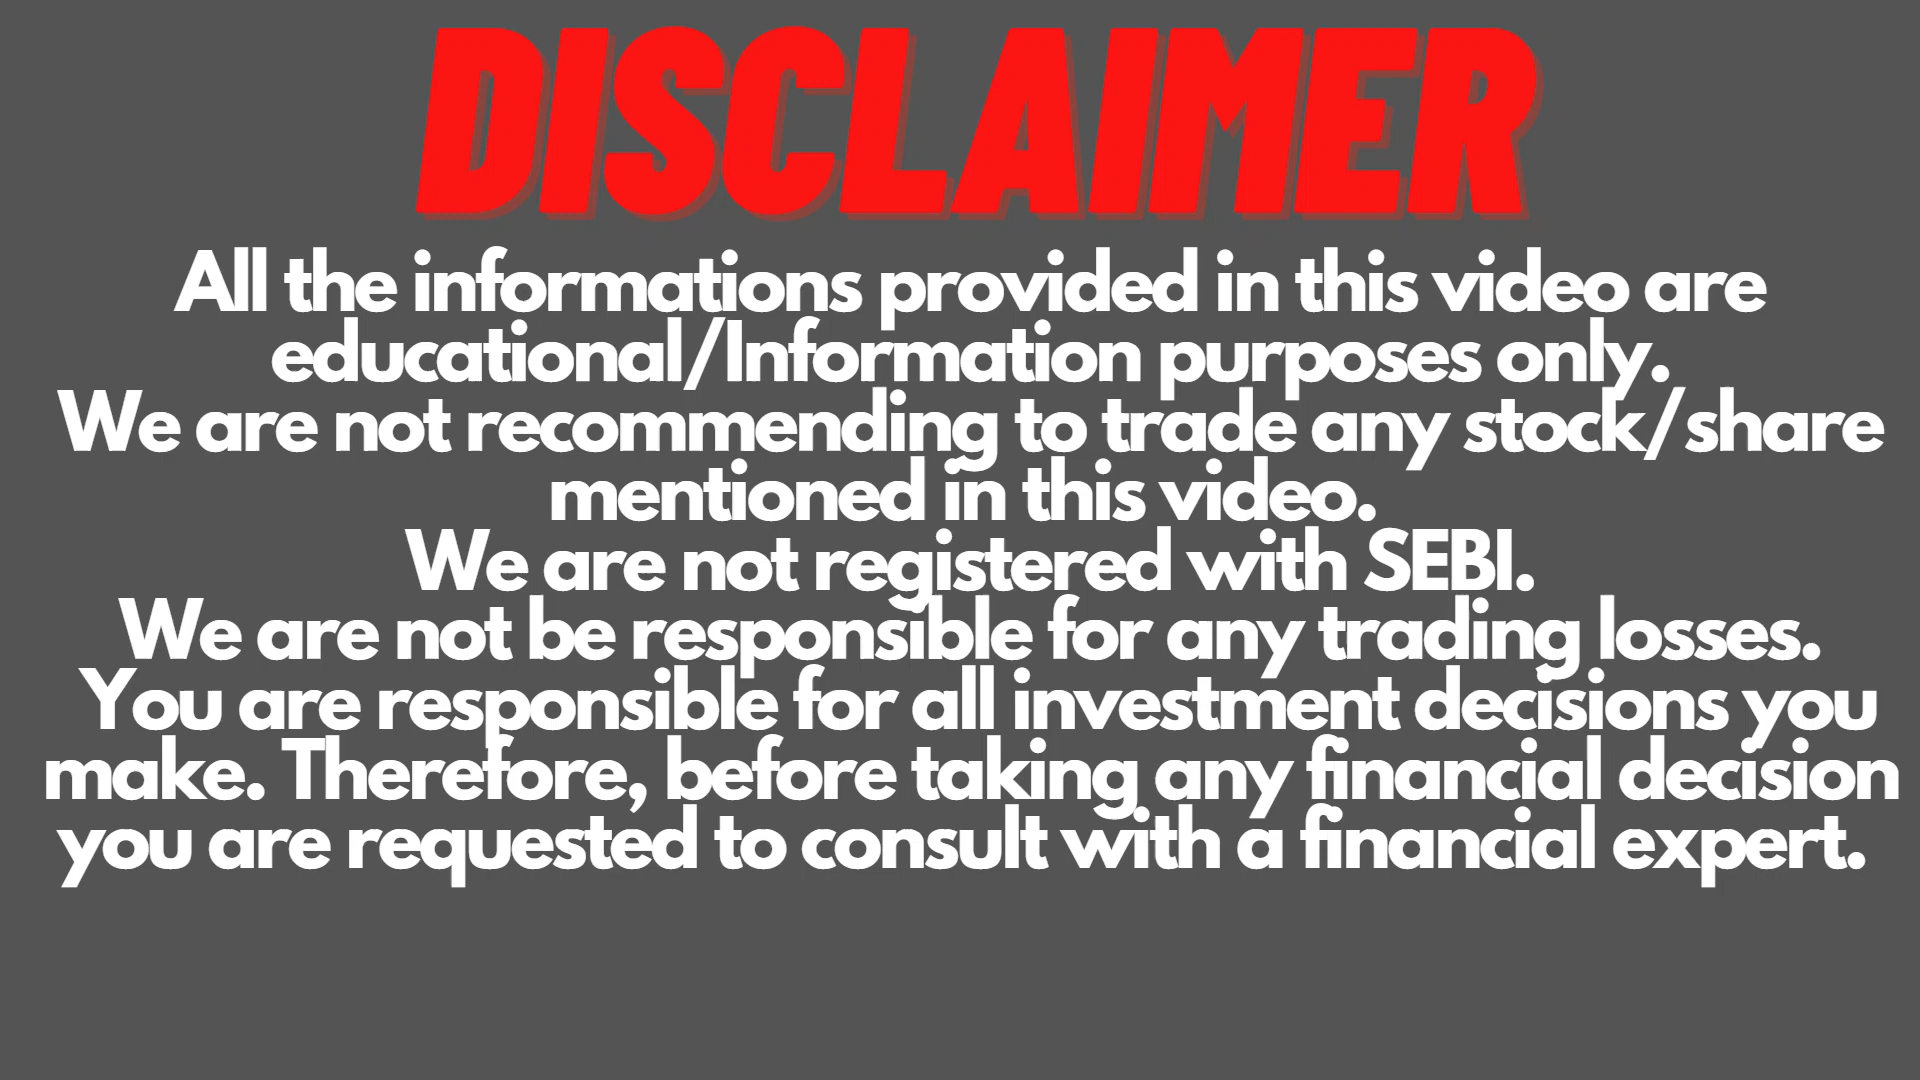 DISCLAIMER
All the informations provided in this video are
educational/Information purposes only.
We are not recommending to trade any stock/share
mentioned in this video.
We are not registered with SEBI.
We are not be responsible for any trading losses.
You are responsible for all investment decisions you
make. Therefore, before taking any financial decision
you are requested to consult with a financial expert.